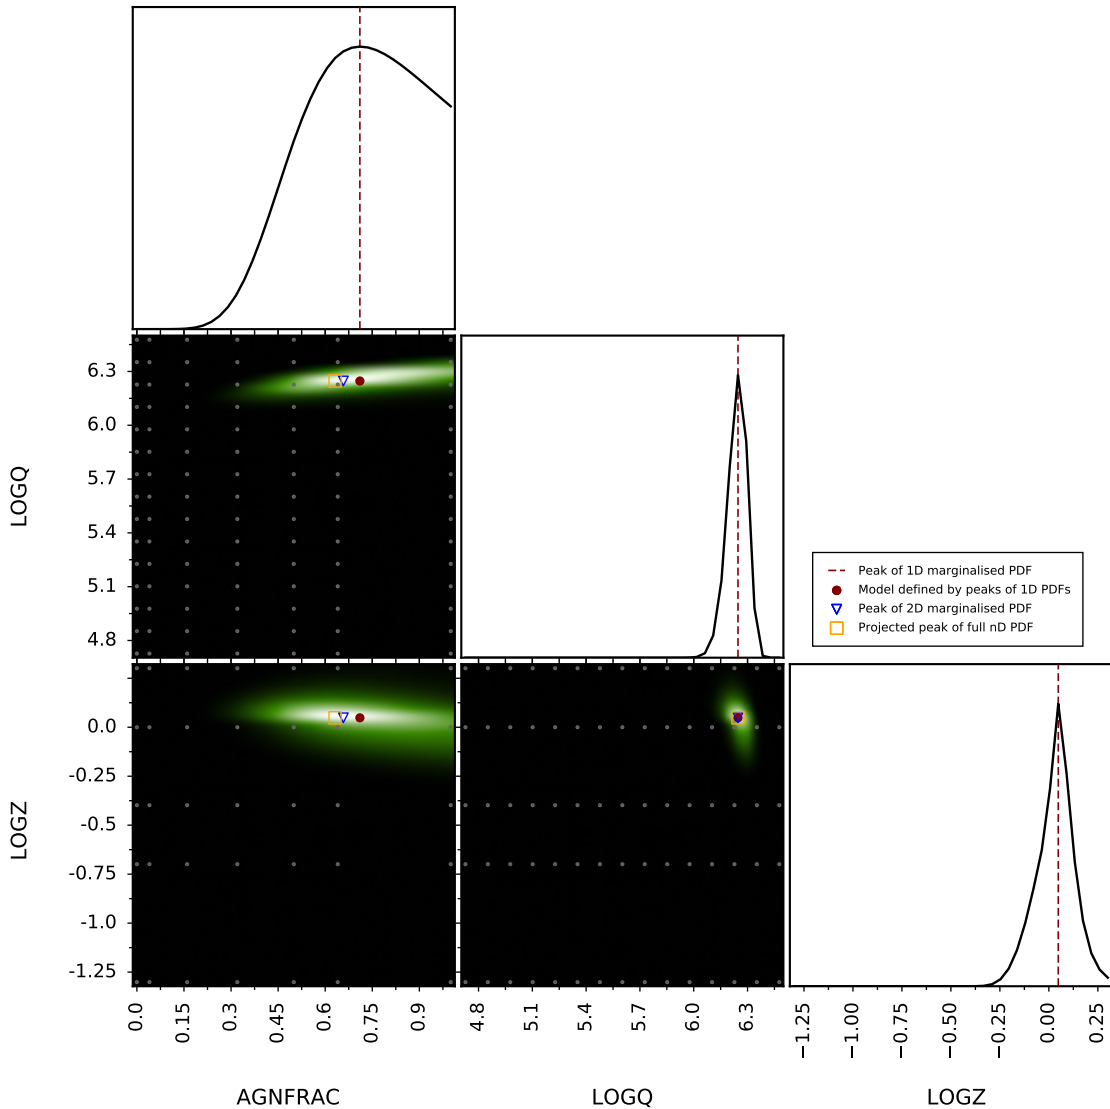 6.3
6.0
5.7
5.4
5.1
4.8
LOGQ
Peak of 1D marginalised PDF
Model defined by peaks of 1D PDFs
Peak of 2D marginalised PDF
Projected peak of full nD PDF
0.0
-0.25
-0.5
-0.75
-1.0
-1.25
LOGZ
0.0 0.15 0.3 0.45 0.6 0.75 0.9
4.8 5.1 5.4 5.7 6.0 6.3
−1.25 −1.00 −0.75 −0.50 −0.25 0.00 0.25
AGNFRAC LOGQ LOGZ